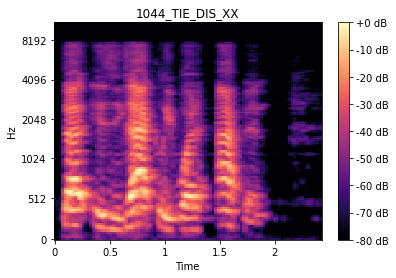 1044_TIE_DIS_XX
+0 dB
8192
-10 dB
4096
-20 dB
-30 dB
Hz
2048
-40 dB
1024
-50 dB
-60 dB
512
-70 dB
0
-80 dB
0 0.5 1 1.5 2
Time